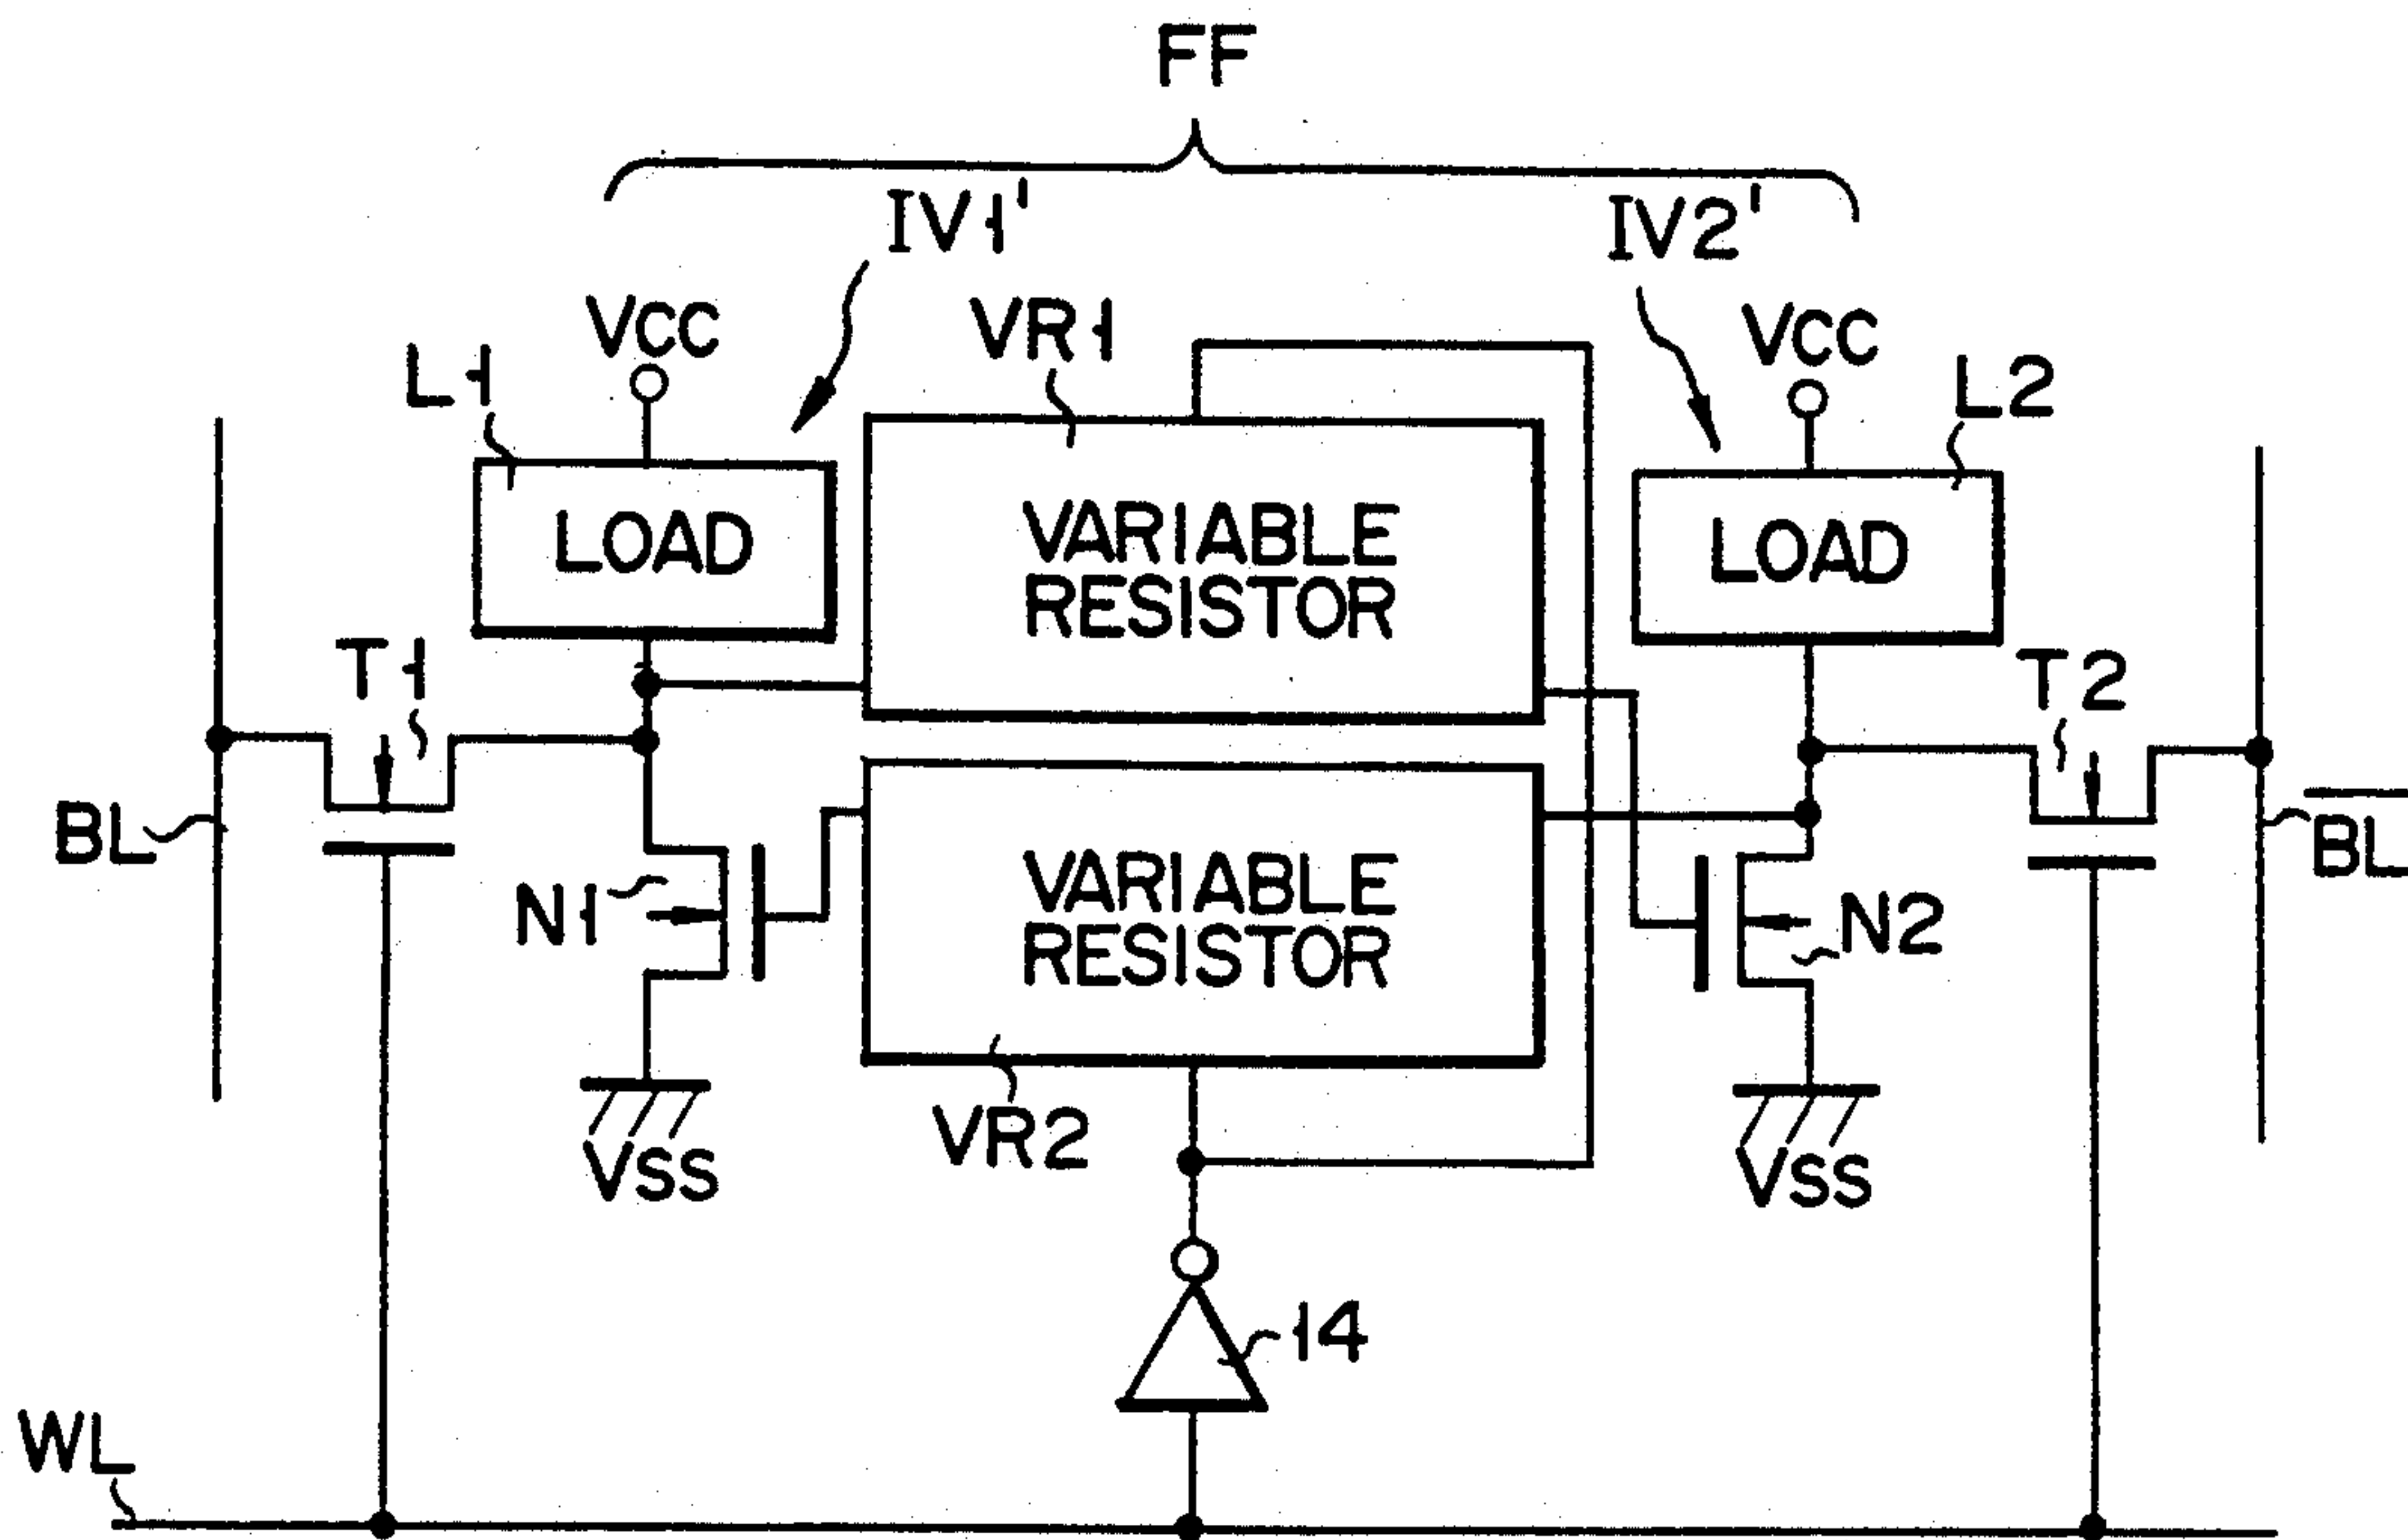 FF
IV1'
IV2'
VCC
VR1
VCC
L1
L2
LOAD
VARIABLE
RESISTOR
LOAD
T1
T2
BL
N1
VARIABLE
RESISTOR
N2
B̅L̅
VSS
VR2
VSS
14
WL